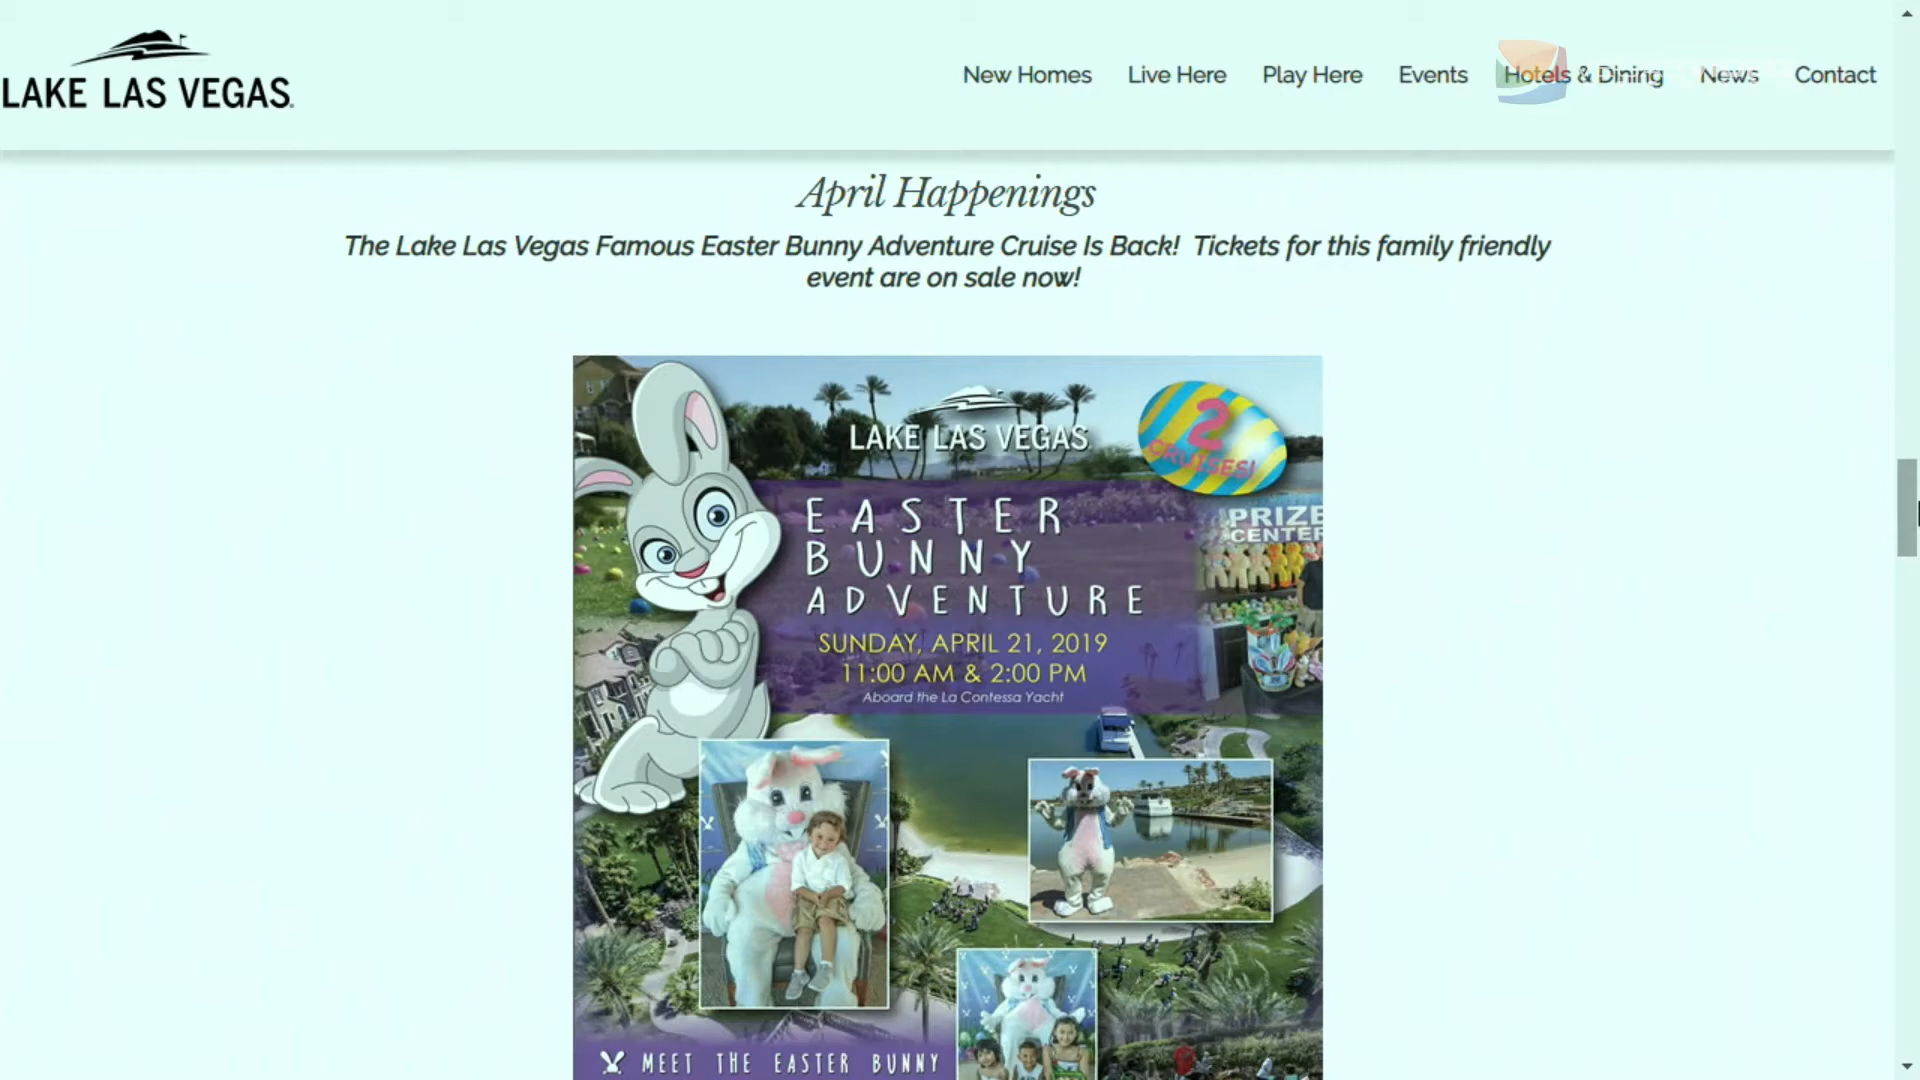 LAKE LAS VEGAS.
New Homes Live Here Play Here Events Hotels & Dining News Contact
April Happenings
The Lake Las Vegas Famous Easter Bunny Adventure Cruise Is Back! Tickets for this family friendly
event are on sale now!
LAKE LAS VEGAS
2
CRUISES!
PRIZE
CENTER
EASTER
BUNNY
ADVENTURE
SUNDAY, APRIL 21, 2019
11:00 AM & 2:00 PM
Aboard the La Contessa Yacht
MEET THE EASTER BUNNY